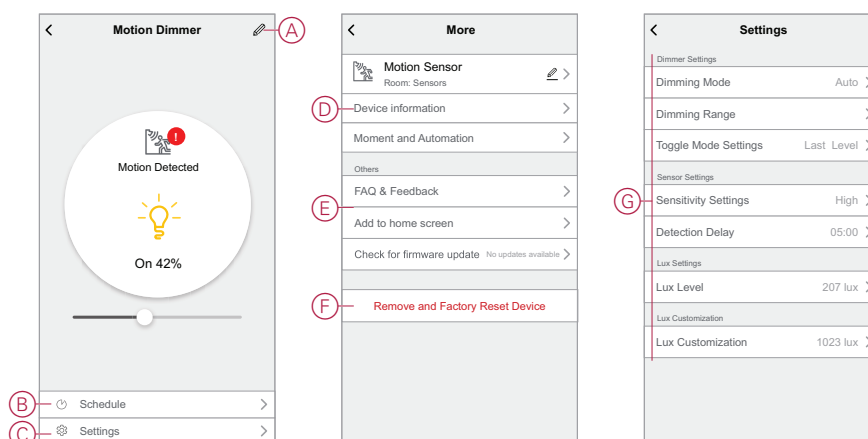 Motion Dimmer
A
!
Motion Detected
On 42%
B
Schedule
C
Settings
More
Motion Sensor
Room: Sensors
D
Device information
Moment and Automation
Others
E
FAQ & Feedback
Add to home screen
Check for firmware update No updates available
F
Remove and Factory Reset Device
Settings
Dimmer Settings
Dimming Mode Auto
Dimming Range
Toggle Mode Settings Last Level
Sensor Settings
G
Sensitivity Settings High
Detection Delay 05:00
Lux Settings
Lux Level 207 lux
Lux Customization
Lux Customization 1023 lux